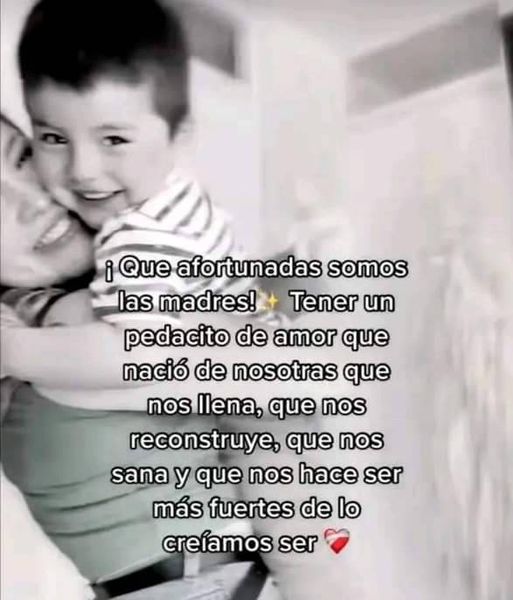 ¡ Que afortunadas somos
las madres!✨ Tener un
pedacito de amor que
nació de nosotras que
nos llena, que nos
reconstruye, que nos
sana y que nos hace ser
más fuertes de lo
creíamos ser ❤️‍🩹